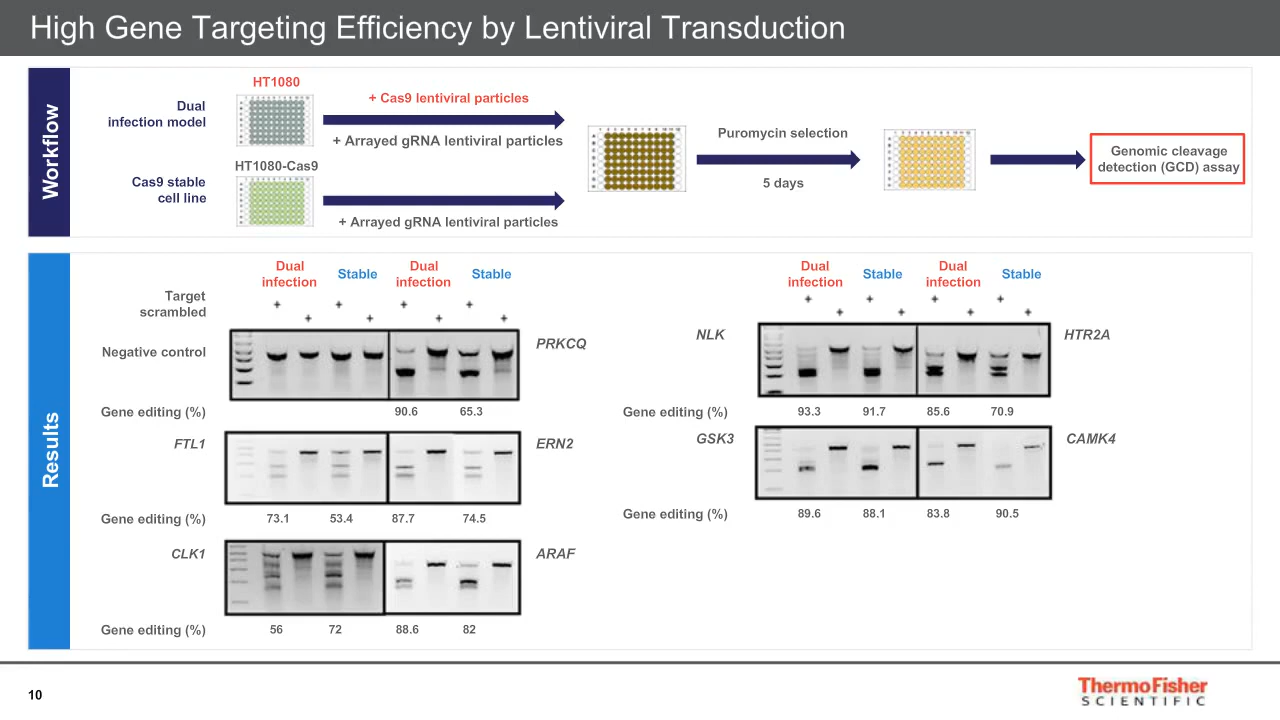 High Gene Targeting Efficiency by Lentiviral Transduction
Workflow
HT1080
Dual
infection model
+ Cas9 lentiviral particles
+ Arrayed gRNA lentiviral particles
HT1080-Cas9
Cas9 stable
cell line
+ Arrayed gRNA lentiviral particles
Puromycin selection
5 days
Genomic cleavage
detection (GCD) assay
Results
Dual
infection
Stable
Dual
infection
Stable
Target
scrambled
+ + + +
+ + + +
Negative control
PRKCQ
Gene editing (%)
90.6 65.3
FTL1
ERN2
Gene editing (%)
73.1 53.4 87.7 74.5
CLK1
ARAF
Gene editing (%)
56 72 88.6 82
Dual
infection
Stable
Dual
infection
Stable
+ + + +
+ + + +
NLK
HTR2A
Gene editing (%)
93.3 91.7 85.6 70.9
GSK3
CAMK4
Gene editing (%)
89.6 88.1 83.8 90.5
10
ThermoFisher
SCIENTIFIC